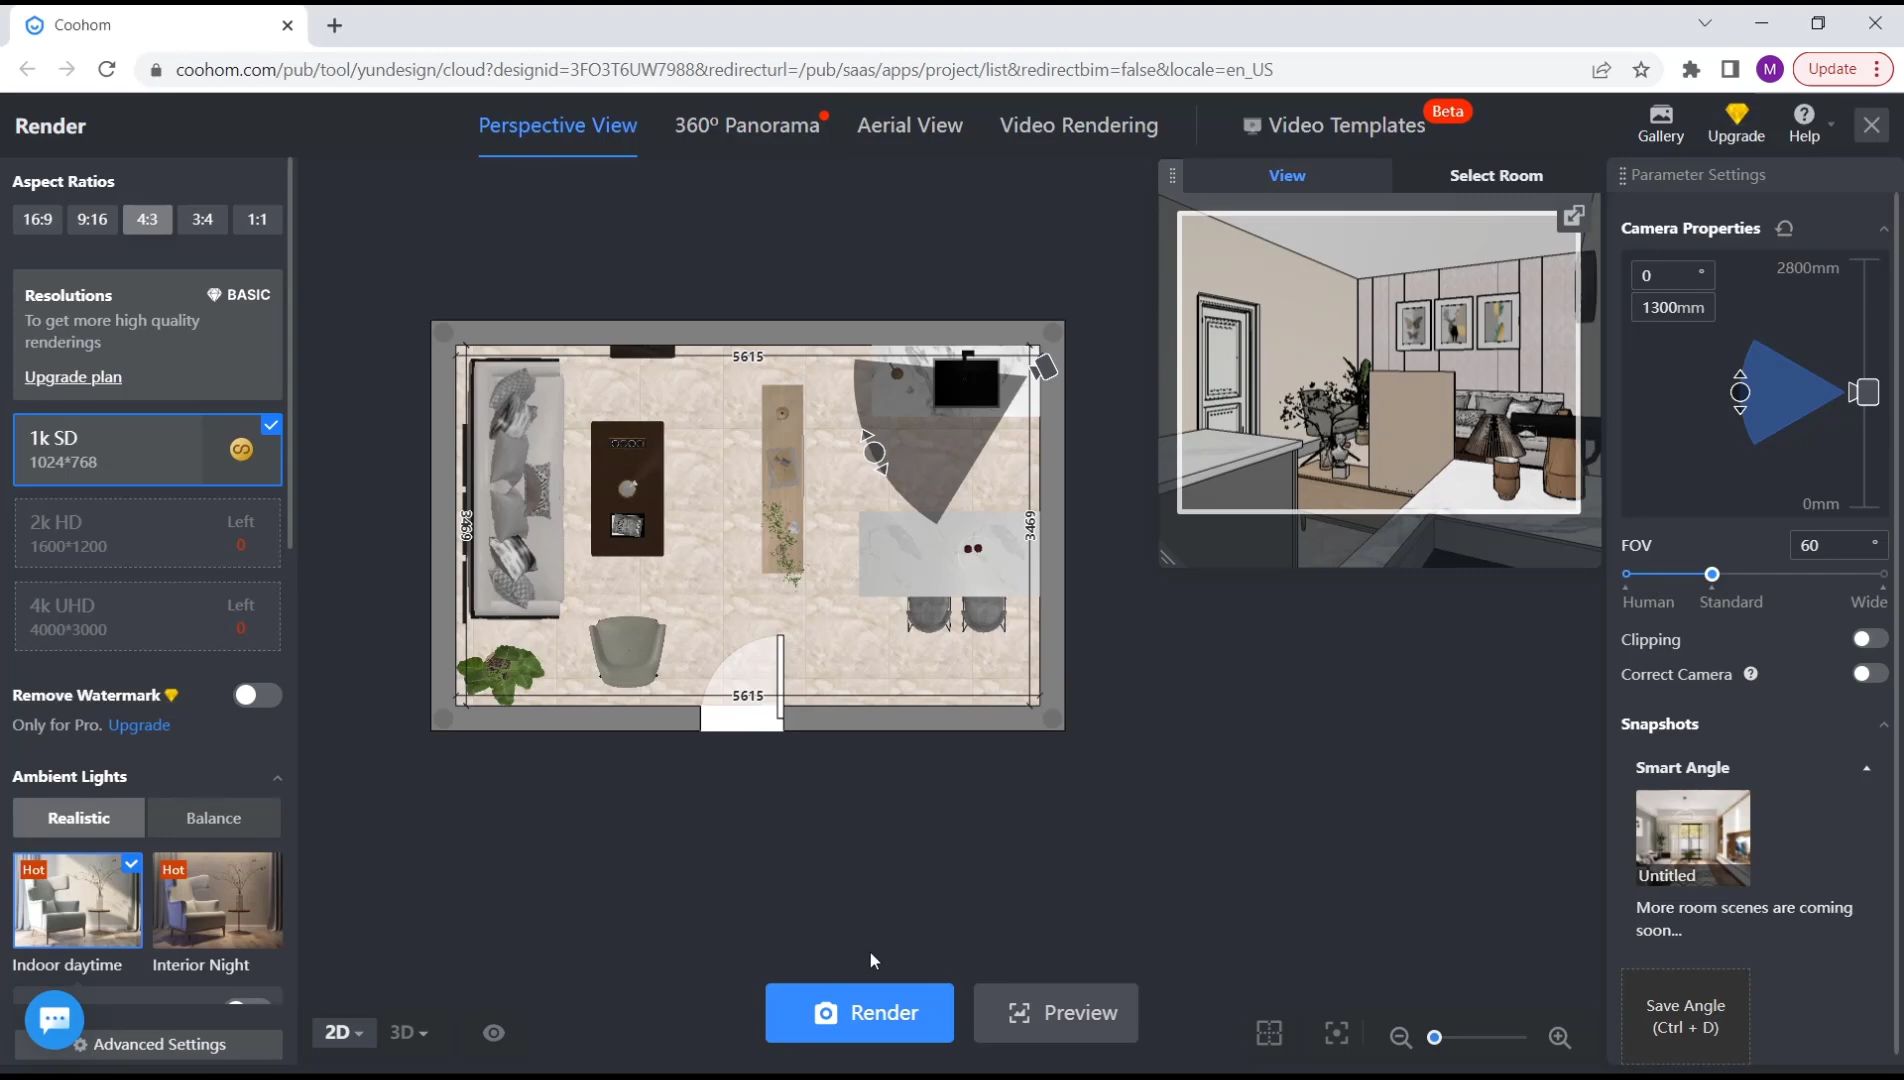 Coohom
coohom.com/pub/tool/yundesign/cloud?designid=3FO3T6UW7988&redirecturl=/pub/saas/apps/project/list&redirectbim=false&locale=en_US
M
Update
Render
Perspective View
360º Panorama
Aerial View
Video Rendering
Video Templates
Beta
Gallery
Upgrade
Help
Aspect Ratios
16:9
9:16
4:3
3:4
1:1
Resolutions
BASIC
To get more high quality
renderings
Upgrade plan
1k SD
1024*768
2k HD
Left
1600*1200
0
4k UHD
Left
4000*3000
0
Remove Watermark
Only for Pro. Upgrade
Ambient Lights
Realistic
Balance
Hot
Hot
Indoor daytime
Interior Night
Advanced Settings
5615
3469
3469
5615
2D
3D
Render
Preview
View
Select Room
Parameter Settings
Camera Properties
0 °
2800mm
1300mm
0mm
FOV
60 °
Human
Standard
Wide
Clipping
Correct Camera
Snapshots
Smart Angle
Untitled
More room scenes are coming
soon...
Save Angle
(Ctrl + D)